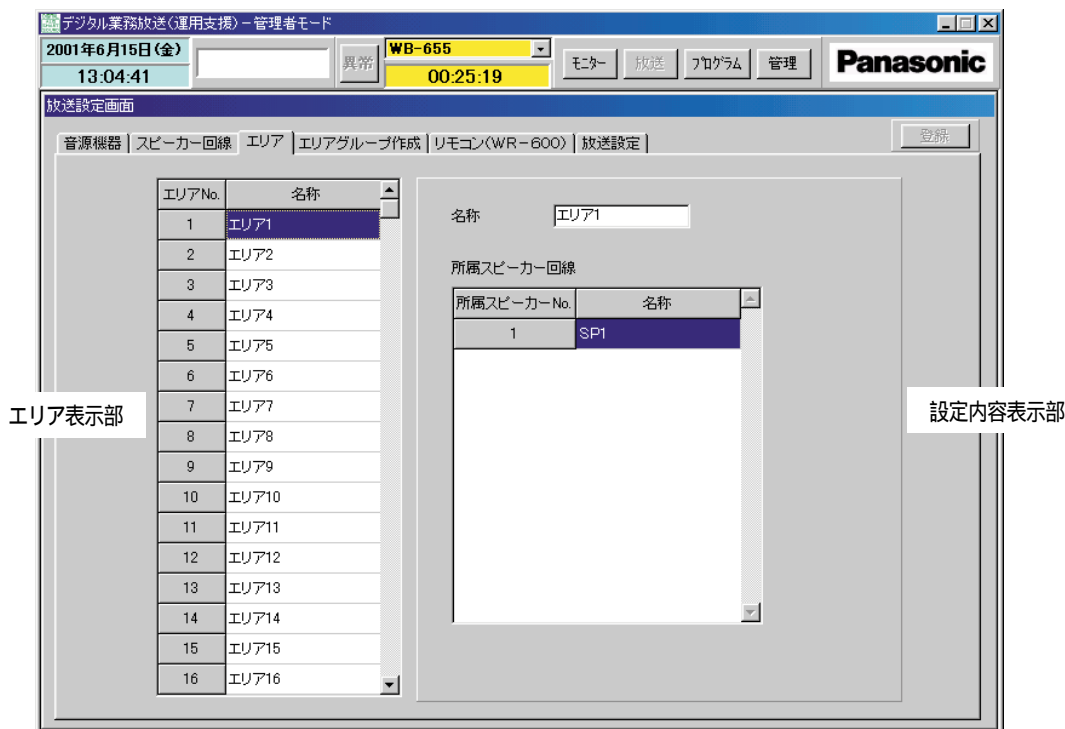 デジタル業務放送(運用支援)－管理者モード
2001年6月15日(金)
13:04:41
異常
WB-655
00:25:19
モニター 放送 プログラム 管理
Panasonic
放送設定画面
音源機器 スピーカー回線 エリア エリアグループ作成 リモコン(WR－600) 放送設定
登録
エリアNo. 名称
1 エリア1
2 エリア2
3 エリア3
4 エリア4
5 エリア5
6 エリア6
7 エリア7
8 エリア8
9 エリア9
10 エリア10
11 エリア11
12 エリア12
13 エリア13
14 エリア14
15 エリア15
16 エリア16
名称 エリア1
所属スピーカー回線
所属スピーカーNo. 名称
1 SP1
エリア表示部
設定内容表示部